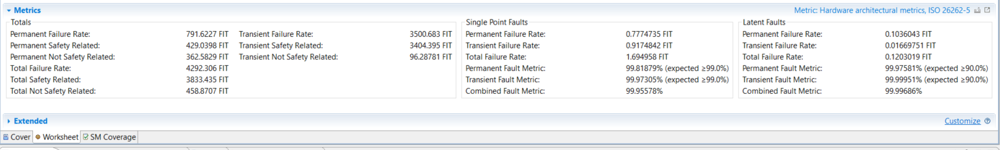 Metrics
Metric: Hardware architectural metrics, ISO 26262-5
Totals
Permanent Failure Rate: 791.6227 FIT Transient Failure Rate: 3500.683 FIT
Permanent Safety Related: 429.0398 FIT Transient Safety Related: 3404.395 FIT
Permanent Not Safety Related: 362.5829 FIT Transient Not Safety Related: 96.28781 FIT
Total Failure Rate: 4292.306 FIT
Total Safety Related: 3833.435 FIT
Total Not Safety Related: 458.8707 FIT
Single Point Faults
Permanent Failure Rate: 0.7774735 FIT
Transient Failure Rate: 0.9174842 FIT
Total Failure Rate: 1.694958 FIT
Permanent Fault Metric: 99.81879% (expected ≥99.0%)
Transient Fault Metric: 99.97305% (expected ≥99.0%)
Combined Fault Metric: 99.95578%
Latent Faults
Permanent Failure Rate: 0.1036043 FIT
Transient Failure Rate: 0.01669751 FIT
Total Failure Rate: 0.1203019 FIT
Permanent Fault Metric: 99.97581% (expected ≥90.0%)
Transient Fault Metric: 99.99951% (expected ≥90.0%)
Combined Fault Metric: 99.99686%
Extended
Customize
Cover Worksheet SM Coverage